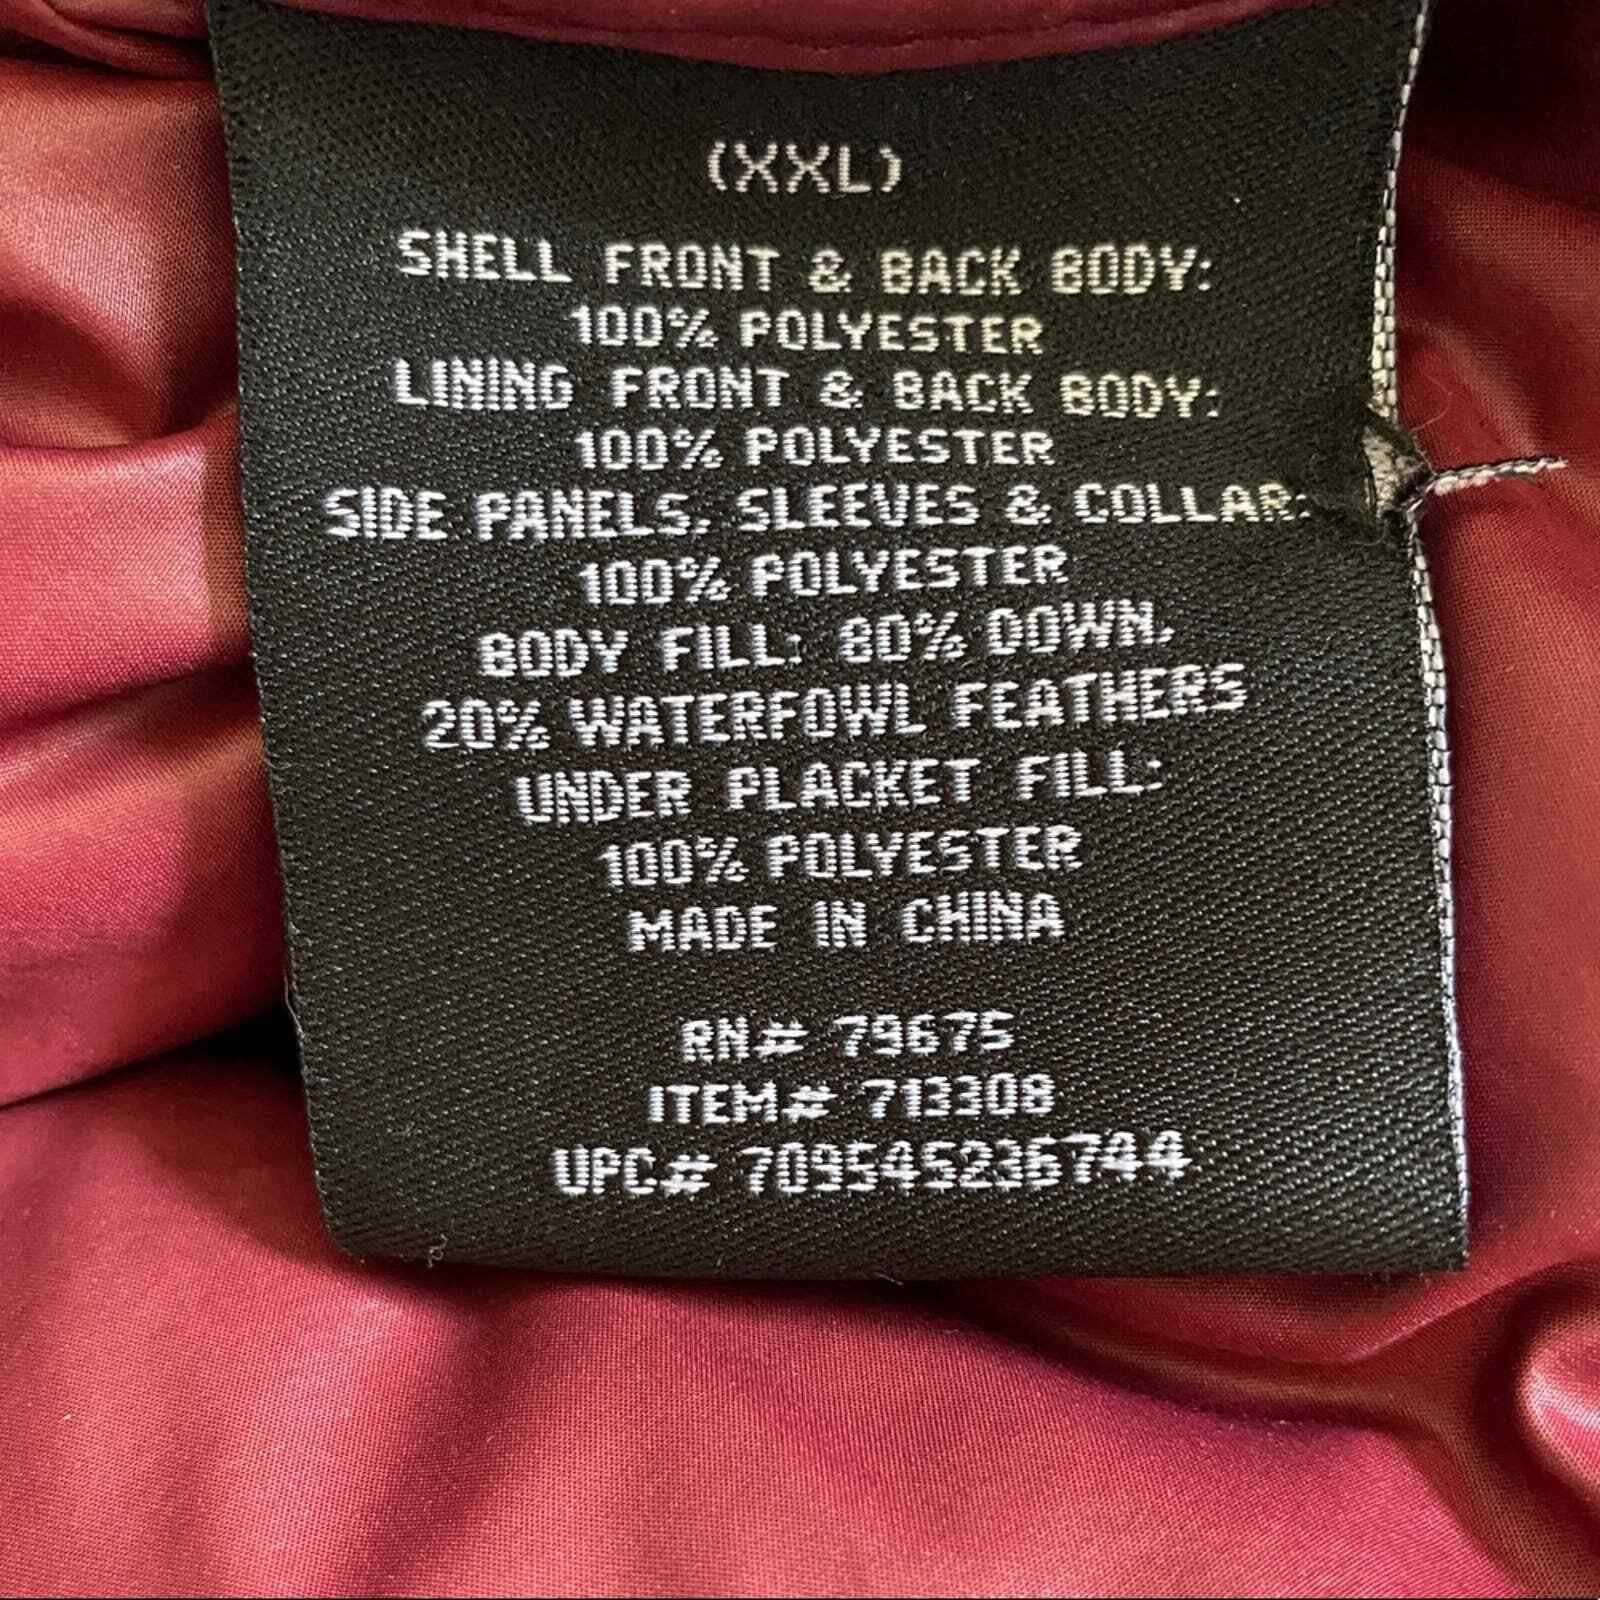 (XXL)
SHELL FRONT & BACK BODY:
100% POLYESTER
LINING FRONT & BACK BODY:
100% POLYESTER
SIDE PANELS, SLEEVES & COLLAR:
100% POLYESTER
BODY FILL: 80% DOWN,
20% WATERFOWL FEATHERS
UNDER PLACKET FILL:
100% POLYESTER
MADE IN CHINA
RN# 79675
ITEM# 713308
UPC# 709545236744